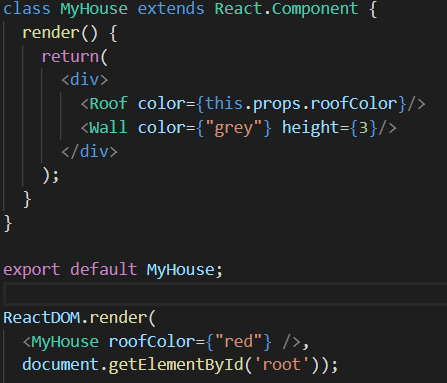 class MyHouse extends React.Component {
  render() {
    return(
      <div>
        <Roof color={this.props.roofColor}/>
        <Wall color={"grey"} height={3}/>
      </div>
    );
  }
}

export default MyHouse;

ReactDOM.render(
  <MyHouse roofColor={"red"} />,
  document.getElementById('root'));